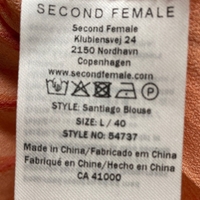 SECOND FEMALE
Second Female
Klubiensvej 24
2150 Nordhavn
Copenhagen
www.secondfemale.com
STYLE: Santiago Blouse
SIZE: L / 40
STYLE NO: 54737
Made in China/Fabricado em China
Fabriqué en Chine/Hecho en China
CA 41000